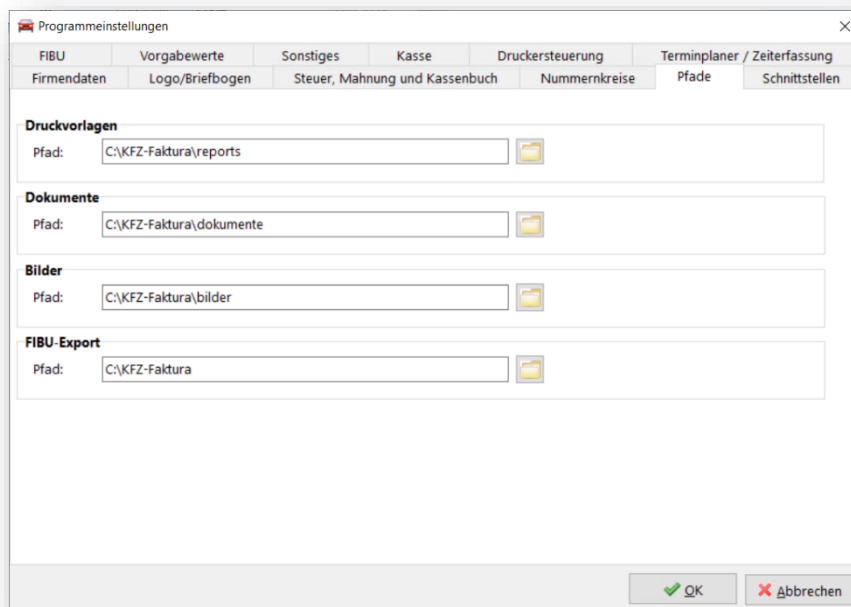 Programmeinstellungen
FIBU Vorgabewerte Sonstiges Kasse Druckersteuerung Terminplaner / Zeiterfassung
Firmendaten Logo/Briefbogen Steuer, Mahnung und Kassenbuch Nummernkreise Pfade Schnittstellen
Druckvorlagen
Pfad: C:\KFZ-Faktura\reports
Dokumente
Pfad: C:\KFZ-Faktura\dokumente
Bilder
Pfad: C:\KFZ-Faktura\bilder
FIBU-Export
Pfad: C:\KFZ-Faktura
OK Abbrechen